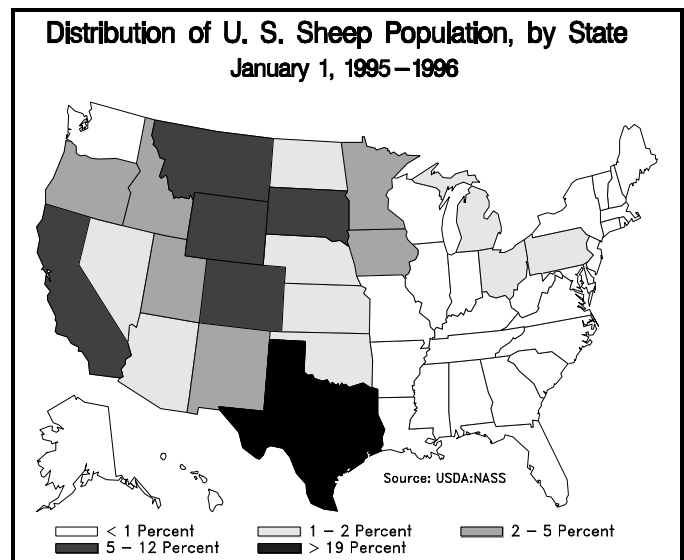 Distribution of U. S. Sheep Population, by State
January 1, 1995-1996
Source: USDA:NASS
< 1 Percent
1 - 2 Percent
2 - 5 Percent
5 - 12 Percent
> 19 Percent